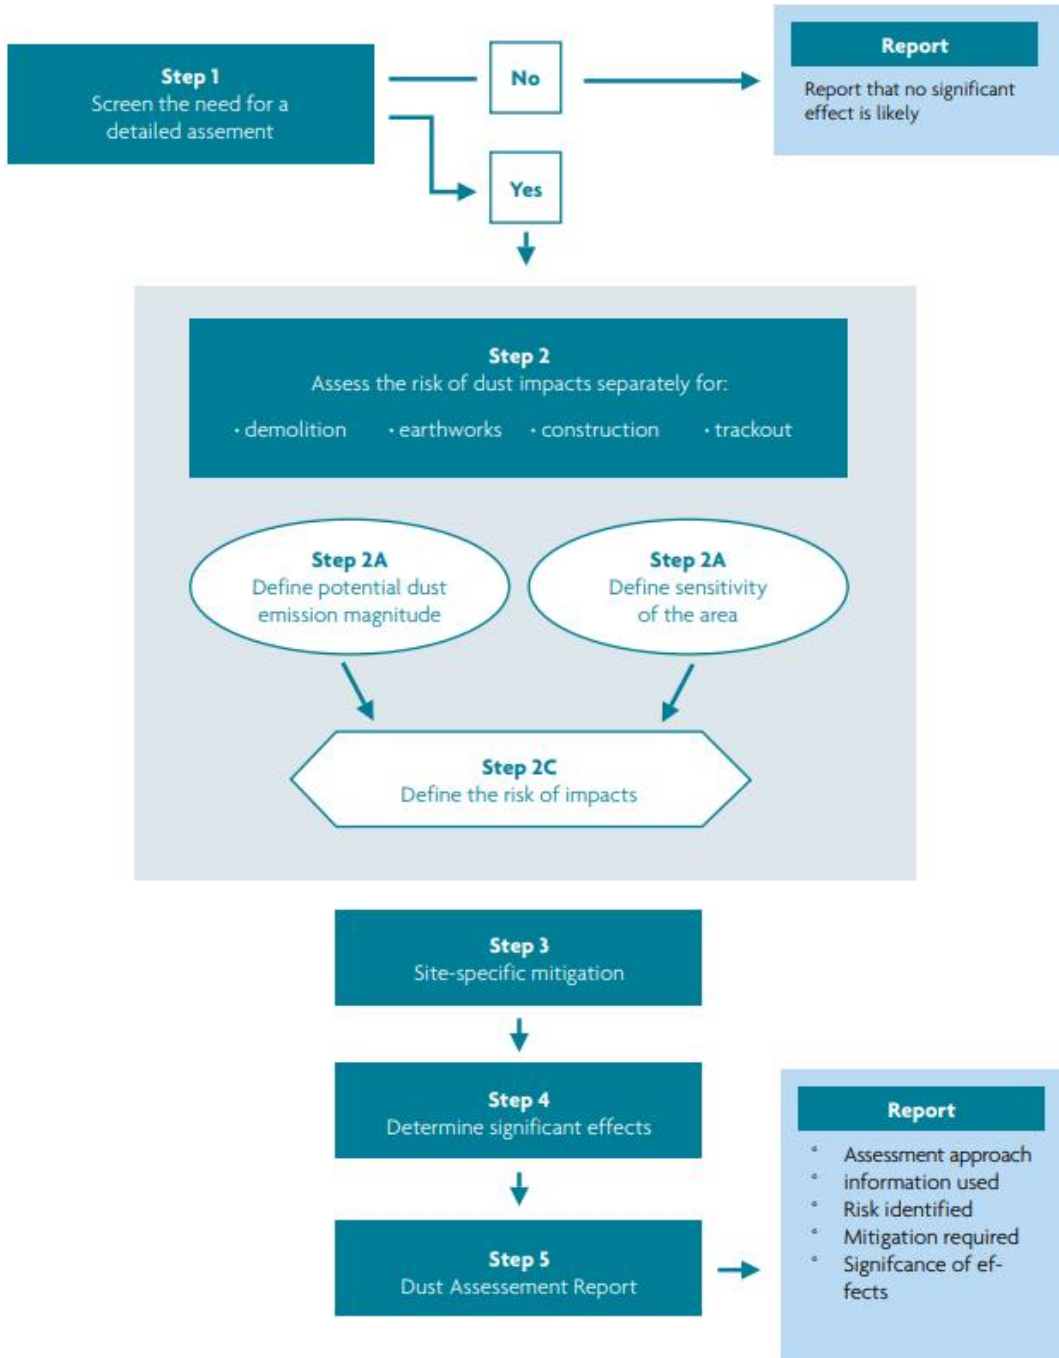 Step 1
Screen the need for a
detailed assement
No
Yes
Report
Report that no significant
effect is likely
Step 2
Assess the risk of dust impacts separately for:
• demolition • earthworks • construction • trackout
Step 2A
Define potential dust
emission magnitude
Step 2A
Define sensitivity
of the area
Step 2C
Define the risk of impacts
Step 3
Site-specific mitigation
Step 4
Determine significant effects
Step 5
Dust Assessement Report
Report
° Assessment approach
° information used
° Risk identified
° Mitigation required
° Signifcance of ef-
fects